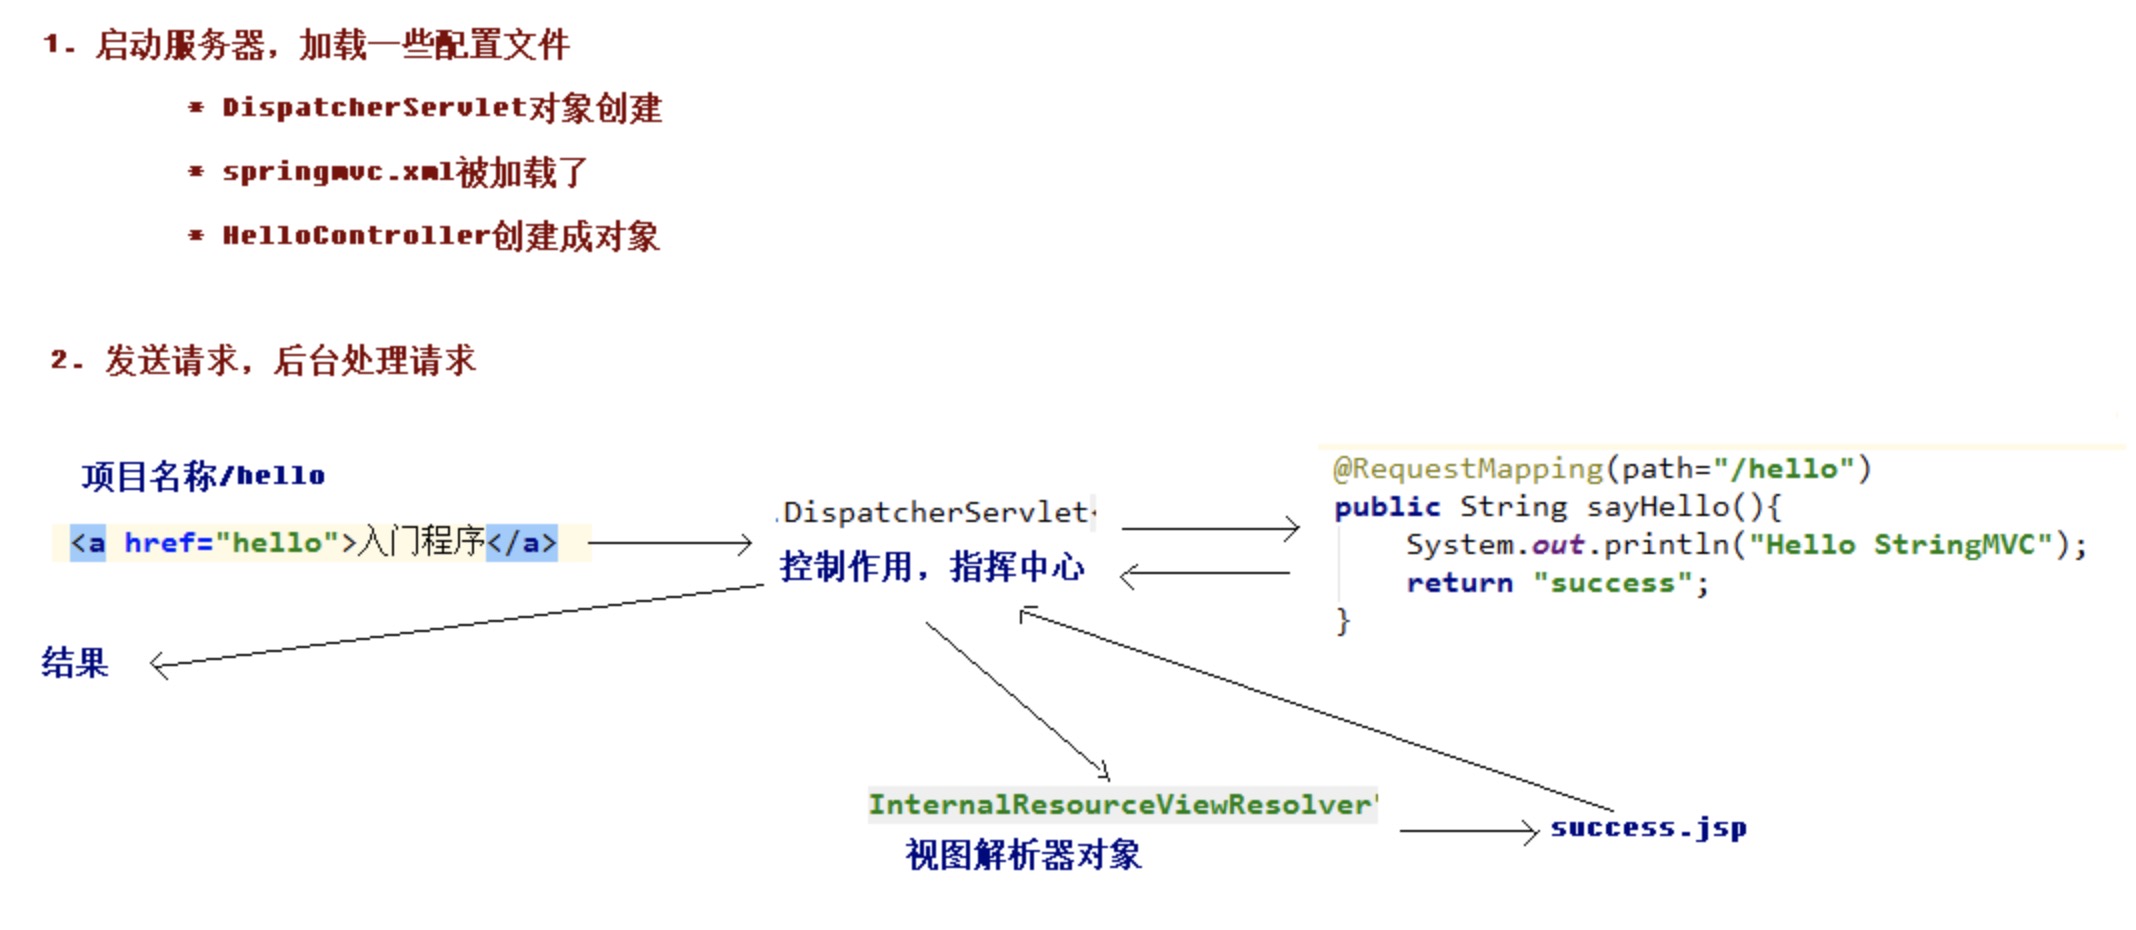 1. 启动服务器，加载一些配置文件
* DispatcherServlet对象创建
* springmvc.xml被加载了
* HelloController创建成对象
2. 发送请求，后台处理请求
项目名称/hello
<a href="hello">入门程序</a>
.DispatcherServlet
控制作用，指挥中心
@RequestMapping(path="/hello")
public String sayHello(){
System.out.println("Hello StringMVC");
return "success";
}
结果
InternalResourceViewResolver"
视图解析器对象
success.jsp